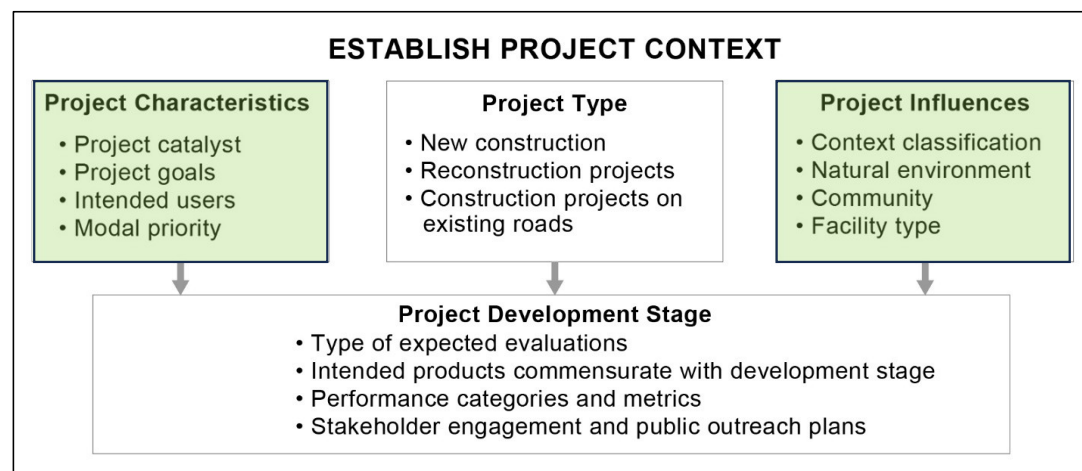 ESTABLISH PROJECT CONTEXT
Project Characteristics
• Project catalyst
• Project goals
• Intended users
• Modal priority
Project Type
• New construction
• Reconstruction projects
• Construction projects on
existing roads
Project Influences
• Context classification
• Natural environment
• Community
• Facility type
Project Development Stage
• Type of expected evaluations
• Intended products commensurate with development stage
• Performance categories and metrics
• Stakeholder engagement and public outreach plans